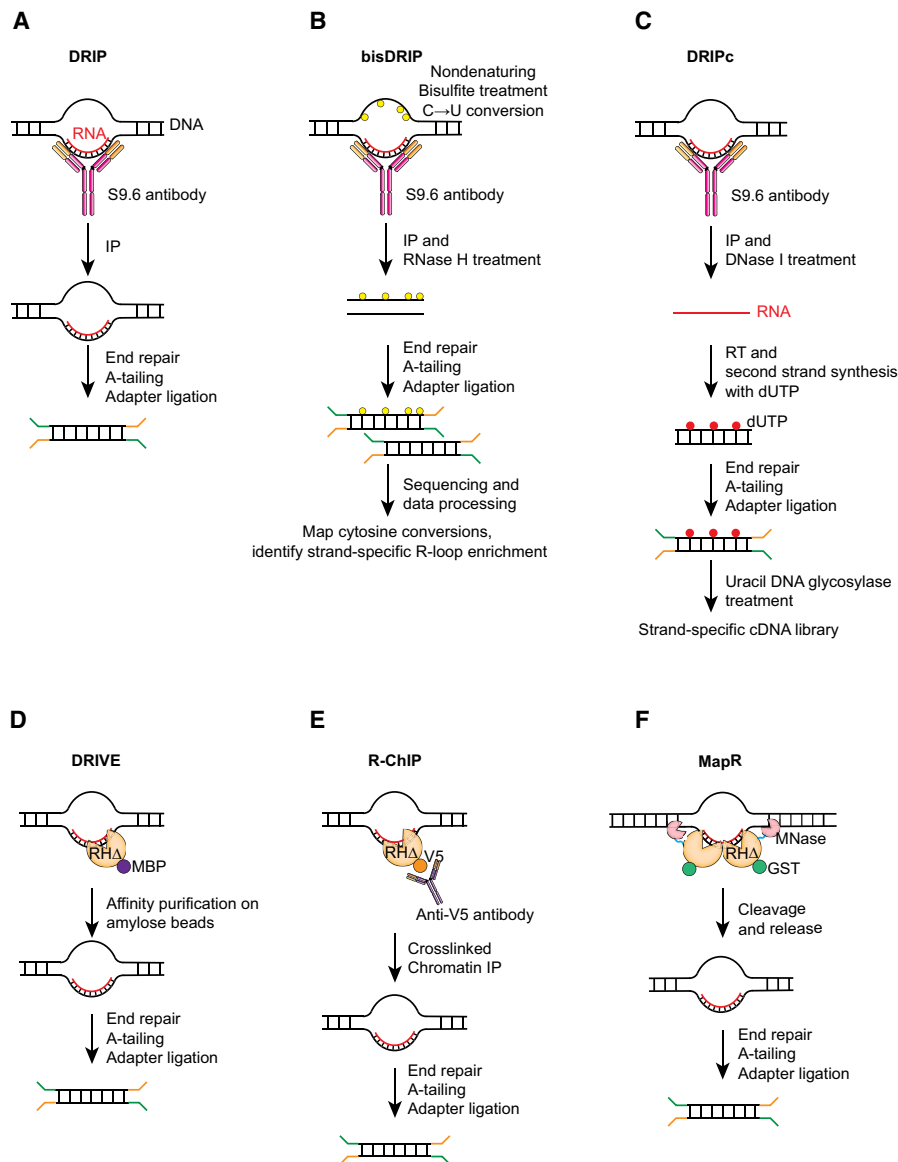 A
DRIP
RNA
DNA
S9.6 antibody
IP
End repair
A-tailing
Adapter ligation
B
bisDRIP
Nondenaturing
Bisulfite treatment
C→U conversion
S9.6 antibody
IP and
RNase H treatment
End repair
A-tailing
Adapter ligation
Sequencing and
data processing
Map cytosine conversions,
identify strand-specific R-loop enrichment
C
DRIPc
S9.6 antibody
IP and
DNase I treatment
RNA
RT and
second strand synthesis
with dUTP
dUTP
End repair
A-tailing
Adapter ligation
Uracil DNA glycosylase
treatment
Strand-specific cDNA library
D
DRIVE
RHΔ
MBP
Affinity purification on
amylose beads
End repair
A-tailing
Adapter ligation
E
R-ChIP
RHΔ
V5
Anti-V5 antibody
Crosslinked
Chromatin IP
End repair
A-tailing
Adapter ligation
F
MapR
MNase
RHΔ
GST
Cleavage
and release
End repair
A-tailing
Adapter ligation